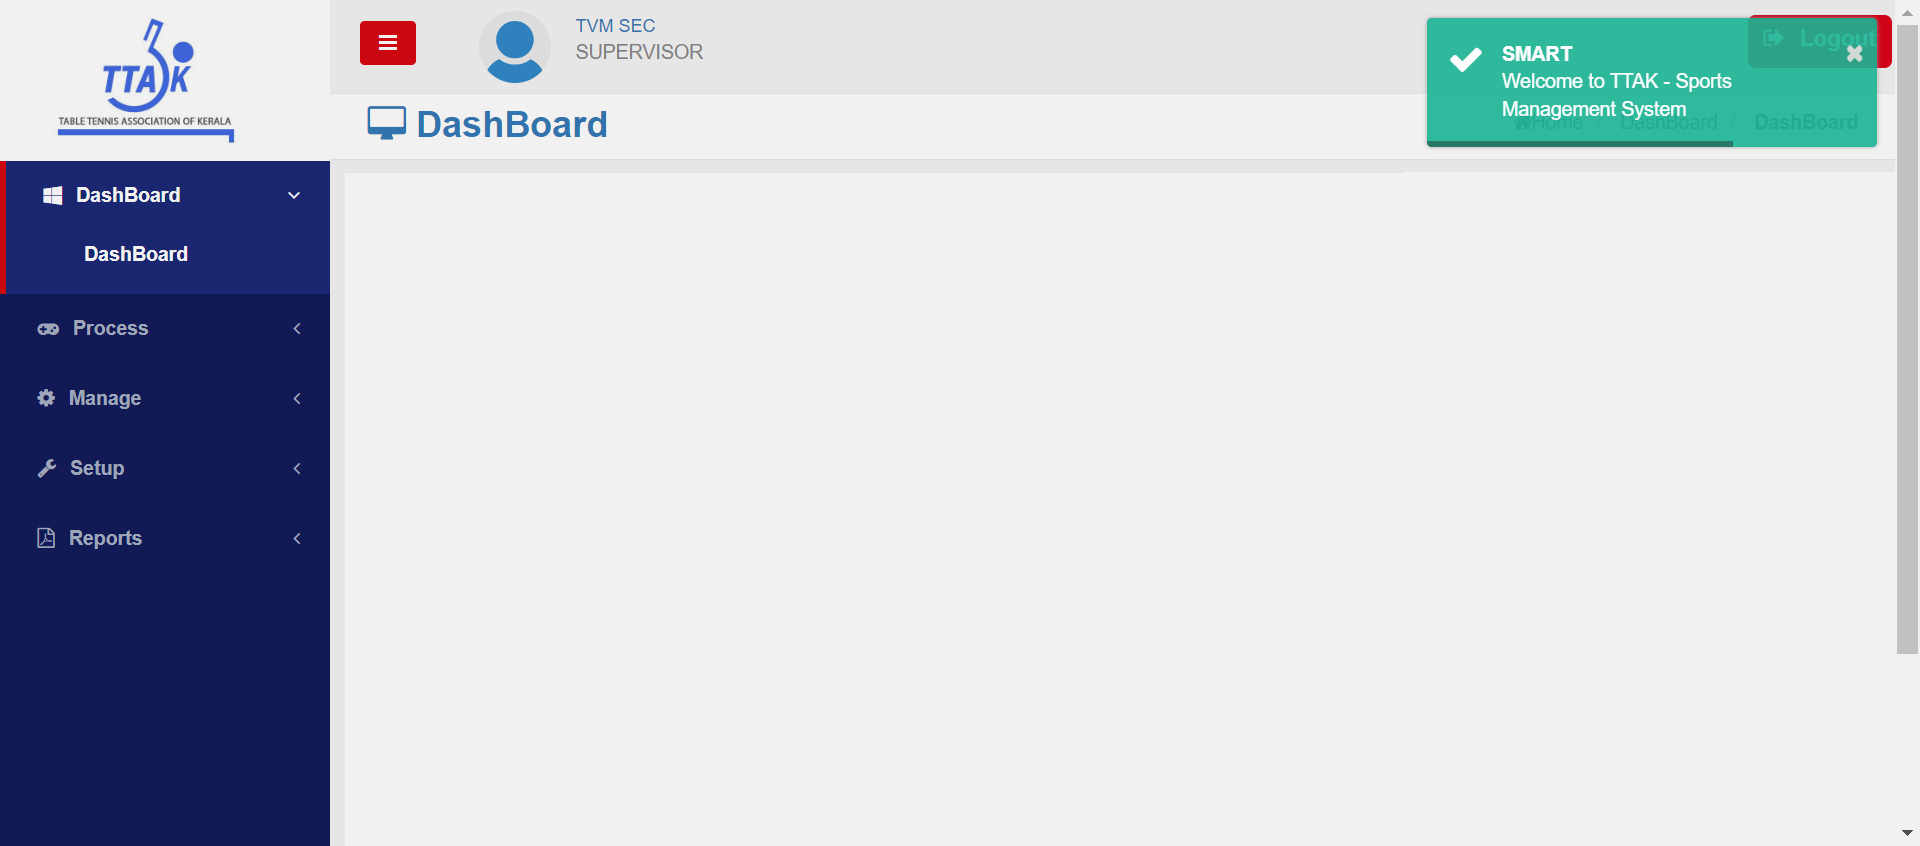 TTAK
TABLE TENNIS ASSOCIATION OF KERALA
TVM SEC
SUPERVISOR
Logout
SMART
Welcome to TTAK - Sports
Management System
DashBoard
Home / DashBoard / DashBoard
DashBoard
DashBoard
Process
Manage
Setup
Reports